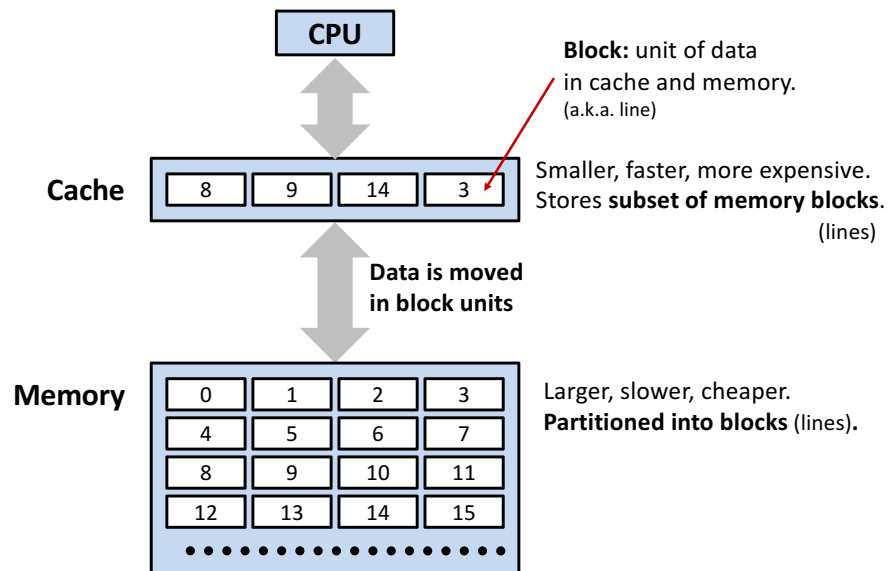 CPU
Block: unit of data
in cache and memory.
(a.k.a. line)
Cache
8 9 14 3
Smaller, faster, more expensive.
Stores subset of memory blocks.
(lines)
Data is moved
in block units
Memory
0 1 2 3
4 5 6 7
8 9 10 11
12 13 14 15
Larger, slower, cheaper.
Partitioned into blocks (lines).